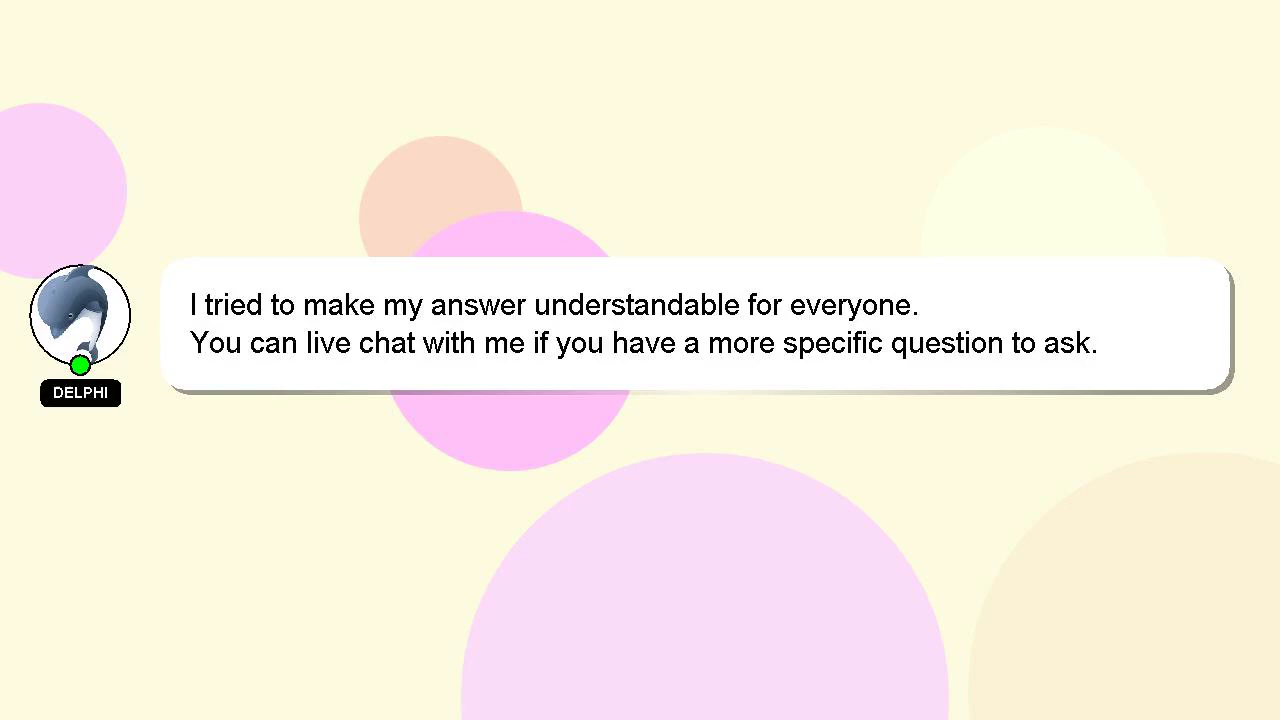 I tried to make my answer understandable for everyone.
You can live chat with me if you have a more specific question to ask.
DELPHI